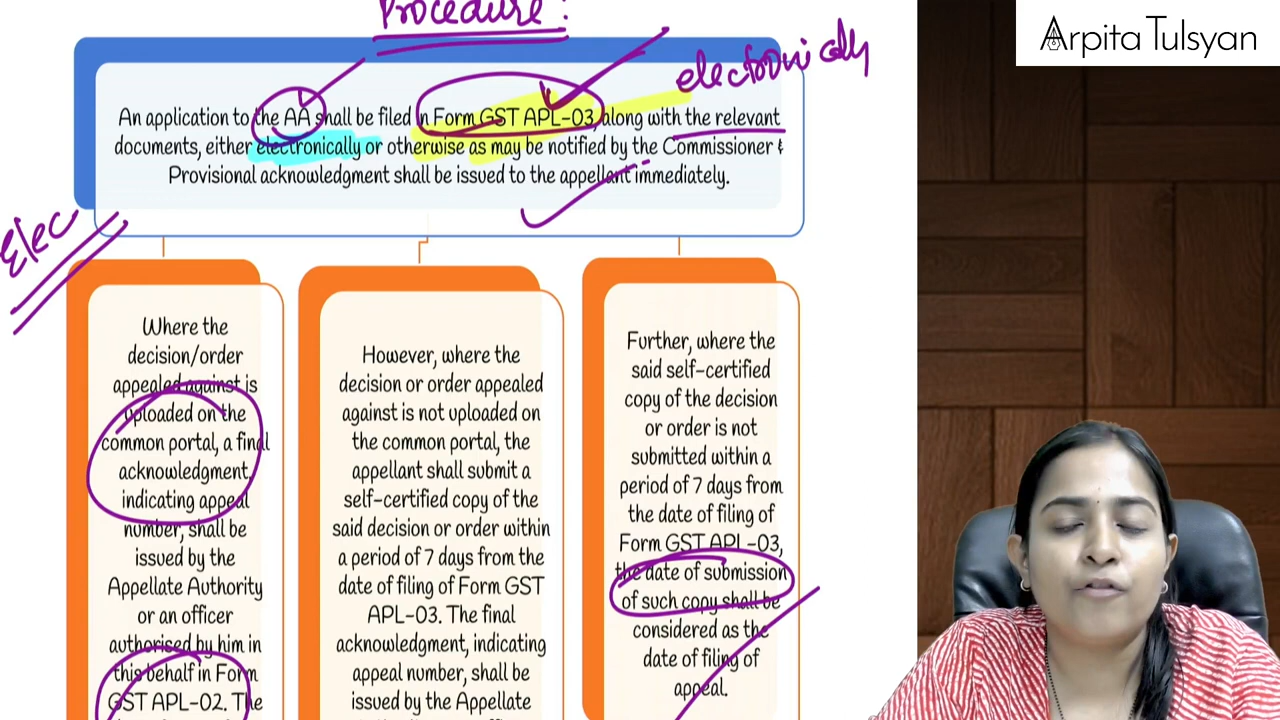 Procedure:
Arpita Tulsyan
electronically
An application to the AA shall be filed in Form GST APL-03, along with the relevant
documents, either electronically or otherwise as may be notified by the Commissioner &
Provisional acknowledgment shall be issued to the appellant immediately.
Elec
Where the
decision/order
appealed against is
uploaded on the
common portal, a final
acknowledgment,
indicating appeal
number, shall be
issued by the
Appellate Authority
or an officer
authorised by him in
this behalf in Form
GST APL-02. The
However, where the
decision or order appealed
against is not uploaded on
the common portal, the
appellant shall submit a
self-certified copy of the
said decision or order within
a period of 7 days from the
date of filing of Form GST
APL-03. The final
acknowledgment, indicating
appeal number, shall be
issued by the Appellate
Further, where the
said self-certified
copy of the decision
or order is not
submitted within a
period of 7 days from
the date of filing of
Form GST APL-03,
the date of submission
of such copy shall be
considered as the
date of filing of
appeal.